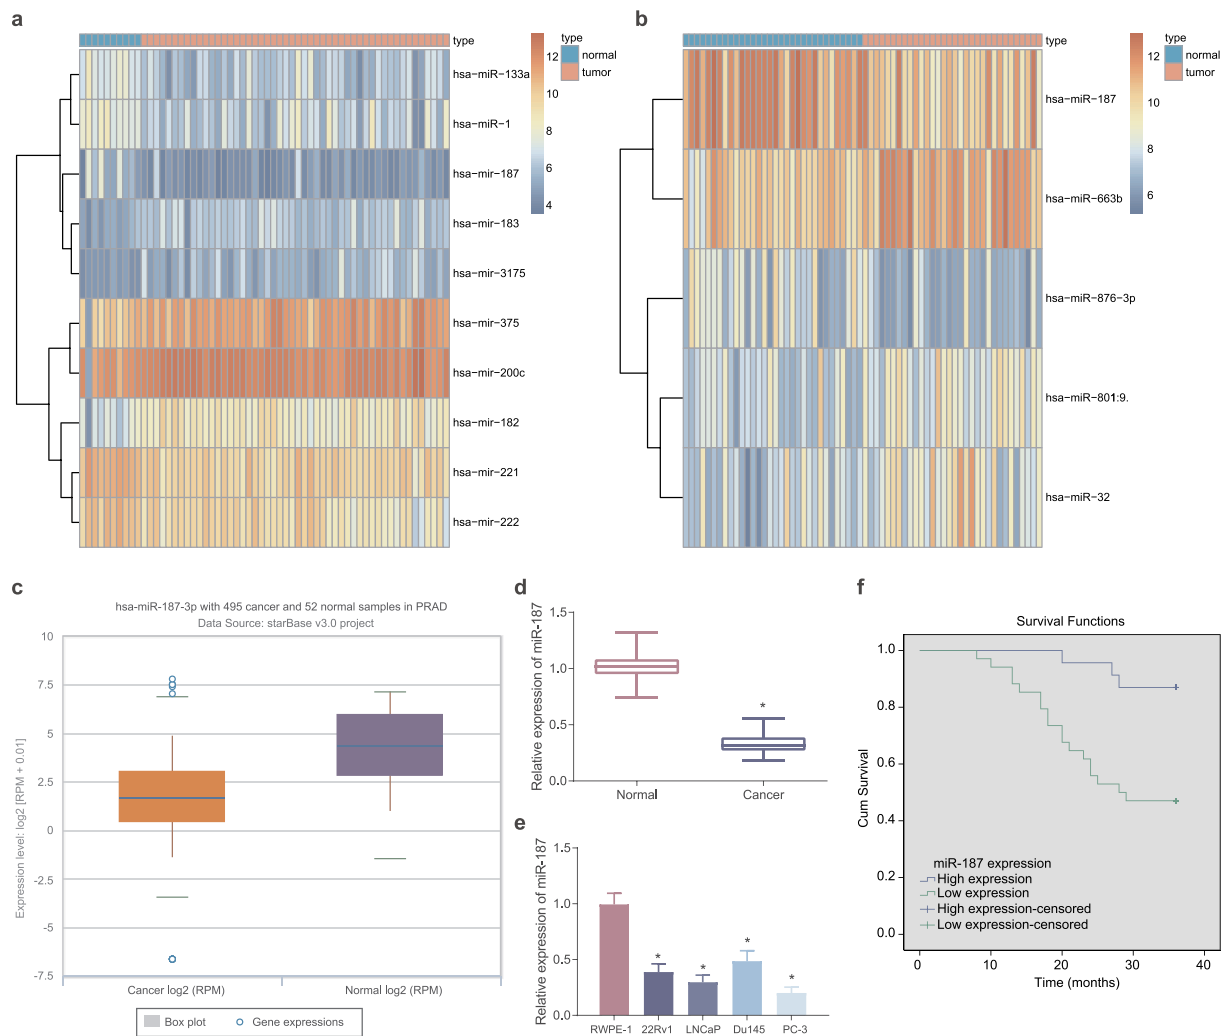 a
type
hsa−miR−133a
hsa−miR−1
hsa−mir−187
hsa−mir−183
hsa−mir−3175
hsa−mir−375
hsa−mir−200c
hsa−mir−182
hsa−mir−221
hsa−mir−222
12
10
8
6
4
type
normal
tumor
b
type
hsa−miR−187
hsa−miR−663b
hsa−miR−876−3p
hsa−miR−801:9.
hsa−miR−32
12
10
8
6
type
normal
tumor
c
hsa-miR-187-3p with 495 cancer and 52 normal samples in PRAD
Data Source: starBase v3.0 project
Expression level: log2 [RPM + 0.01]
10
7.5
5
2.5
0
-2.5
-5
-7.5
Cancer log2 (RPM)
Normal log2 (RPM)
Box plot
Gene expressions
d
Relative expression of miR-187
1.5
1.0
0.5
0.0
*
Normal
Cancer
e
Relative expression of miR-187
1.5
1.0
0.5
0.0
*
*
*
*
RWPE-1
22Rv1
LNCaP
Du145
PC-3
f
Survival Functions
Cum Survival
1.0
0.8
0.6
0.4
0.2
0.0
miR-187 expression
High expression
Low expression
High expression-censored
Low expression-censored
0
10
20
30
40
Time (months)